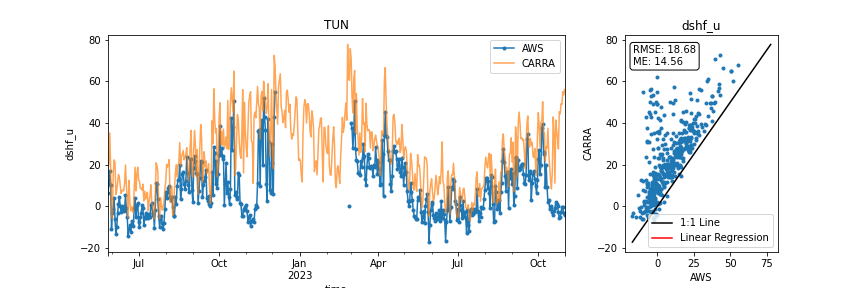 TUN
dshf_u
80
60
40
20
0
−20
AWS
CARRA
Jul
Oct
Jan
2023
Apr
Jul
Oct
time
dshf_u
CARRA
80
60
40
20
0
−20
RMSE: 18.68
ME: 14.56
1:1 Line
Linear Regression
0
25
50
75
AWS